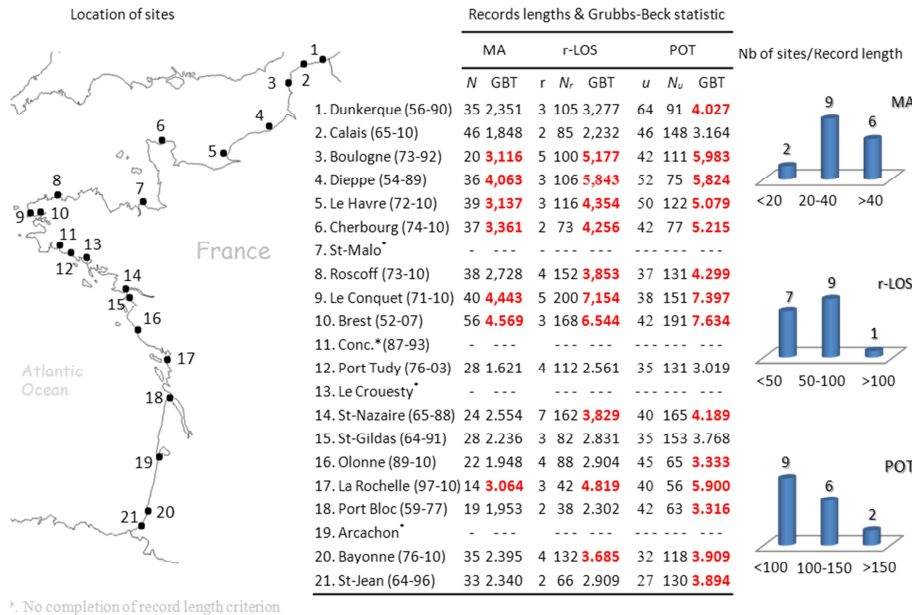 Location of sites
Records lengths & Grubbs-Beck statistic
MA r-LOS POT
N GBT r Nr GBT u Nu GBT
1. Dunkerque (56-90) 35 2,351 3 105 3,277 64 91 4.027
2. Calais (65-10) 46 1,848 2 85 2,232 46 148 3.164
3. Boulogne (73-92) 20 3,116 5 100 5,177 42 111 5,983
4. Dieppe (54-89) 36 4,063 3 106 5,843 52 75 5,824
5. Le Havre (72-10) 39 3,137 3 116 4,354 50 122 5.079
6. Cherbourg (74-10) 37 3,361 2 73 4,256 42 77 5.215
7. St-Malo* - --- - --- --- - --- ---
8. Roscoff (73-10) 38 2,728 4 152 3,853 37 131 4.299
9. Le Conquet (71-10) 40 4,443 5 200 7,154 38 151 7.397
10. Brest (52-07) 56 4.569 3 168 6.544 42 191 7.634
11. Conc.* (87-93) - --- - --- --- - --- ---
12. Port Tudy (76-03) 28 1.621 4 112 2.561 35 131 3.019
13. Le Crouesty* - --- - --- --- - --- ---
14. St-Nazaire (65-88) 24 2.554 7 162 3,829 40 165 4.189
15. St-Gildas (64-91) 28 2.236 3 82 2.831 35 153 3.768
16. Olonne (89-10) 22 1.948 4 88 2.904 45 65 3.333
17. La Rochelle (97-10) 14 3.064 3 42 4.819 40 56 5.900
18. Port Bloc (59-77) 19 1,953 2 38 2.302 42 63 3.316
19. Arcachon* - --- - --- --- - --- ---
20. Bayonne (76-10) 35 2.395 4 132 3.685 32 118 3.909
21. St-Jean (64-96) 33 2.340 2 66 2.909 27 130 3.894
Nb of sites/Record length
MA
2 9 6
<20 20-40 >40
r-LOS
7 9 1
<50 50-100 >100
POT
9 6 2
<100 100-150 >150
1
3 2
4
6
5
8
7
9 10
11
13
12
France
14
15
16
Atlantic
Ocean
17
18
19
20
21
*. No completion of record length criterion